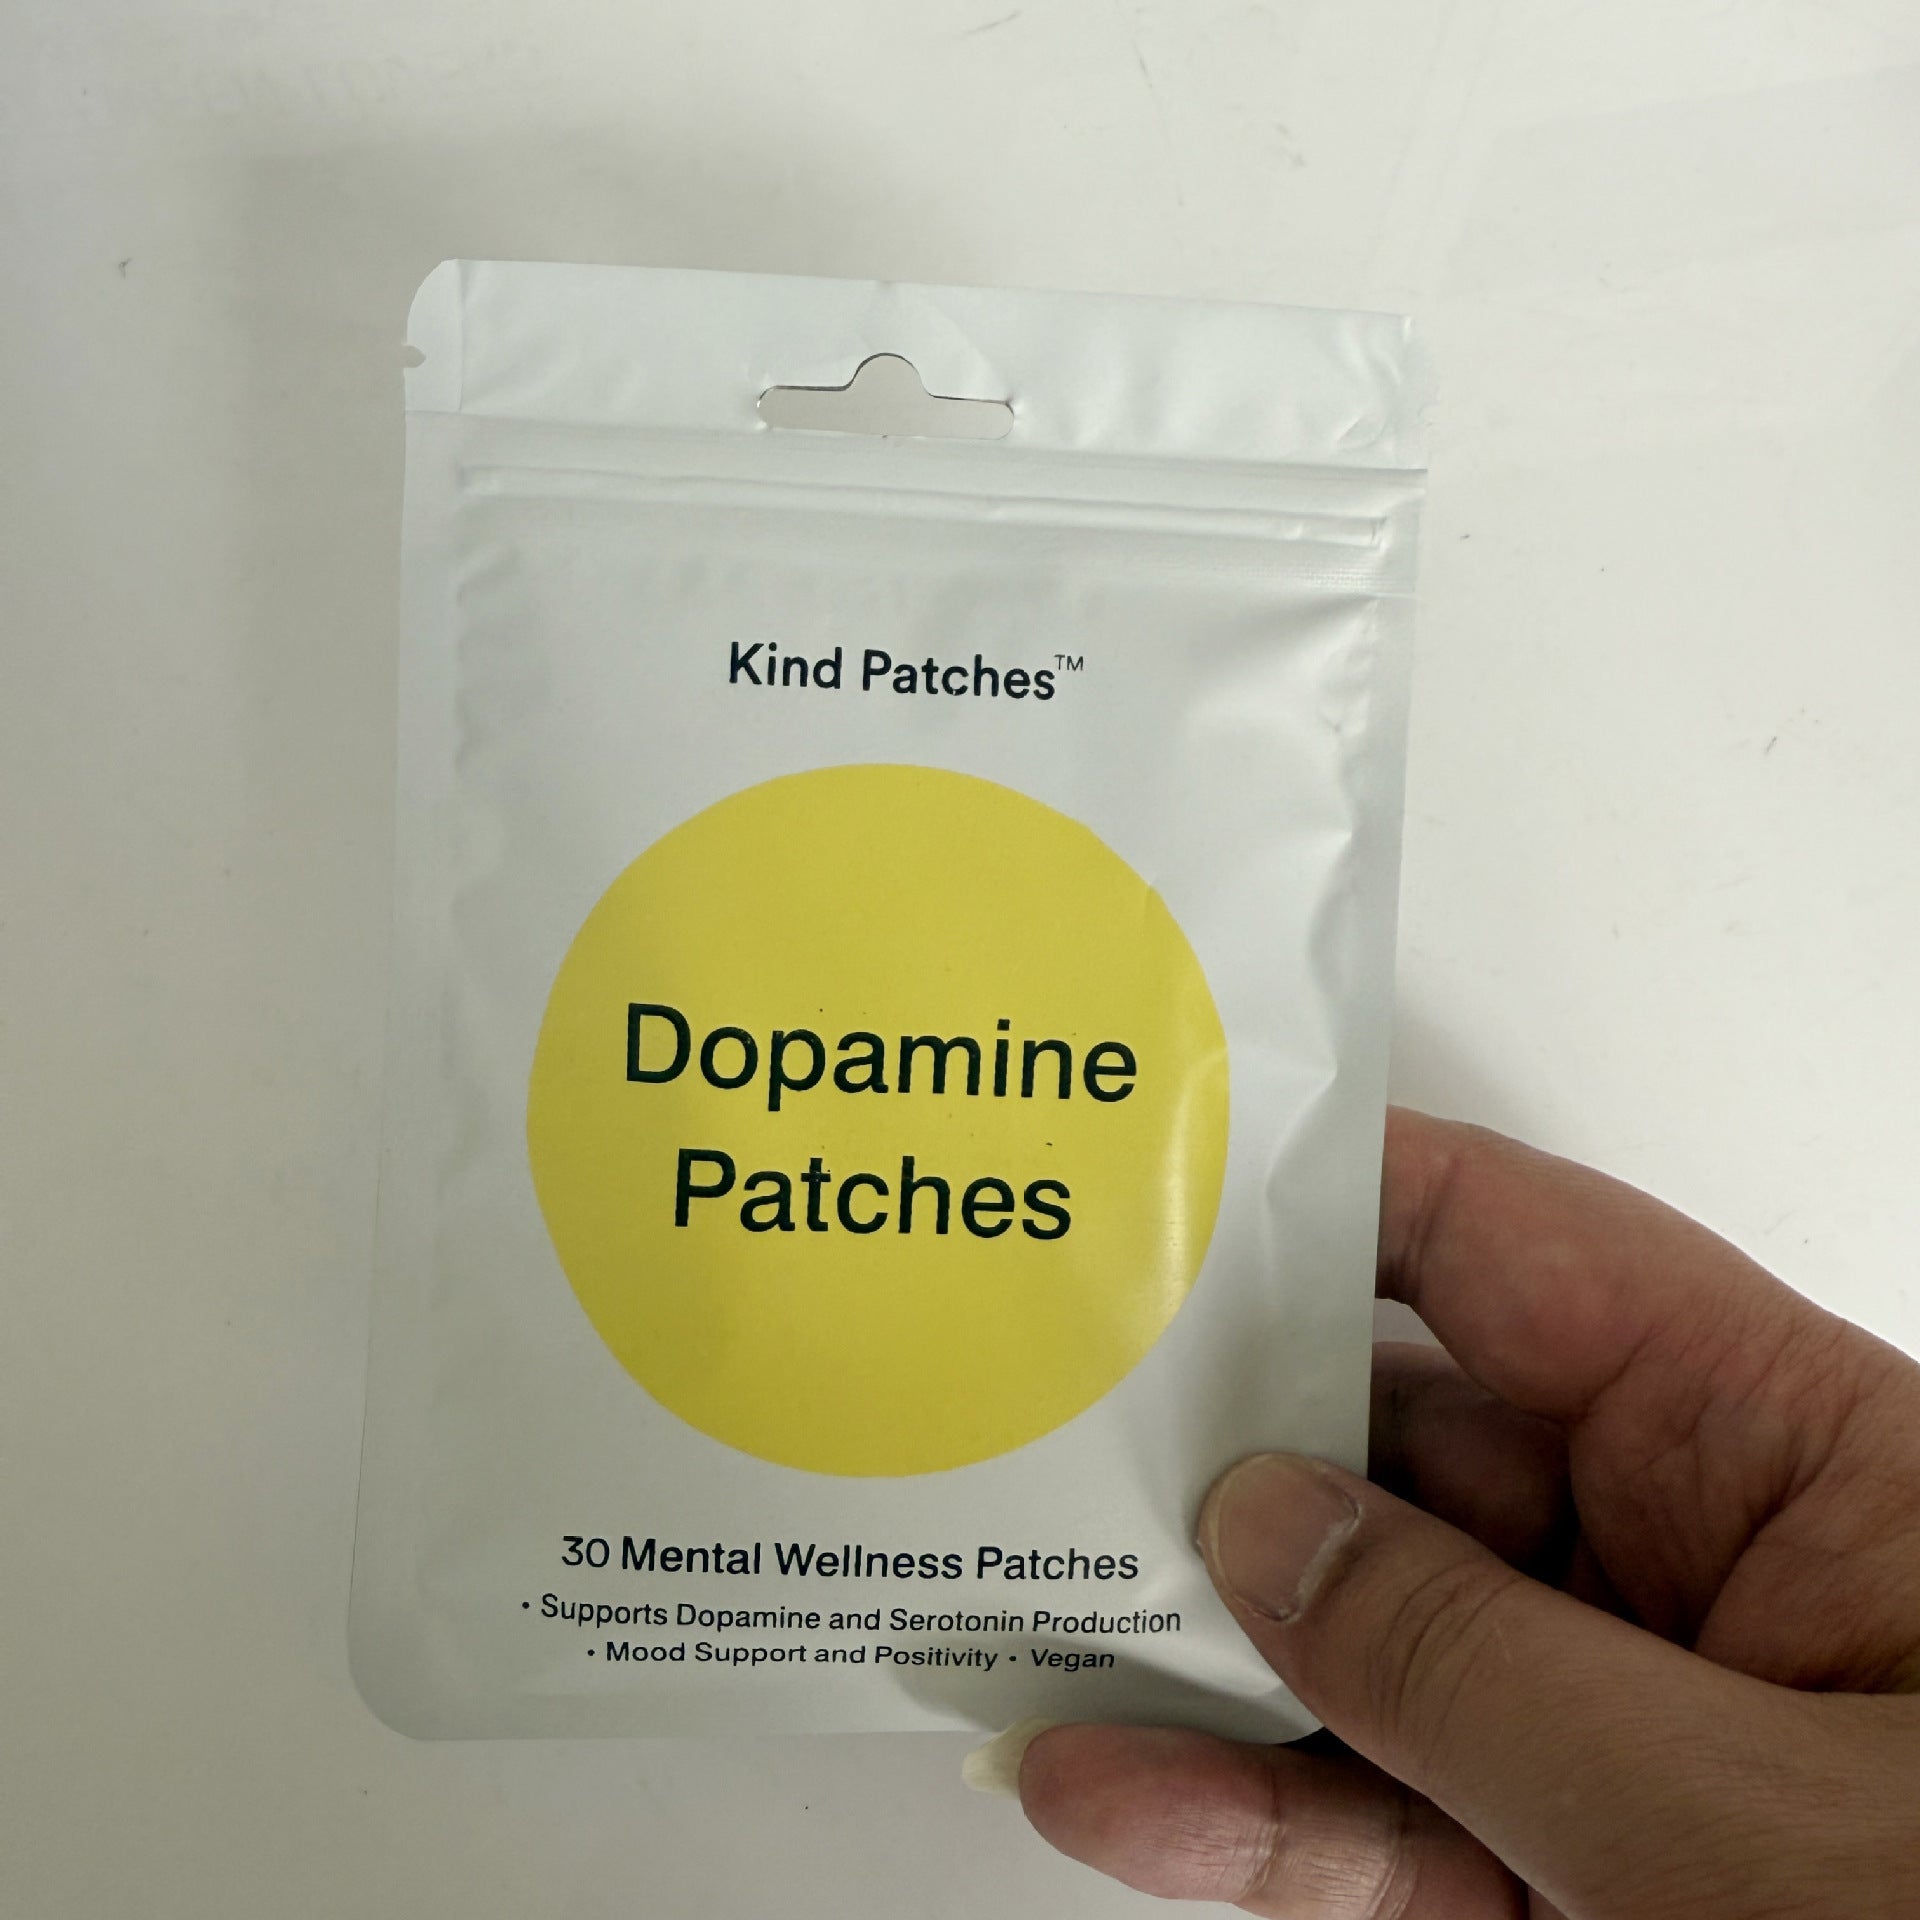 Kind Patches™
Dopamine
Patches
30 Mental Wellness Patches
• Supports Dopamine and Serotonin Production
• Mood Support and Positivity • Vegan